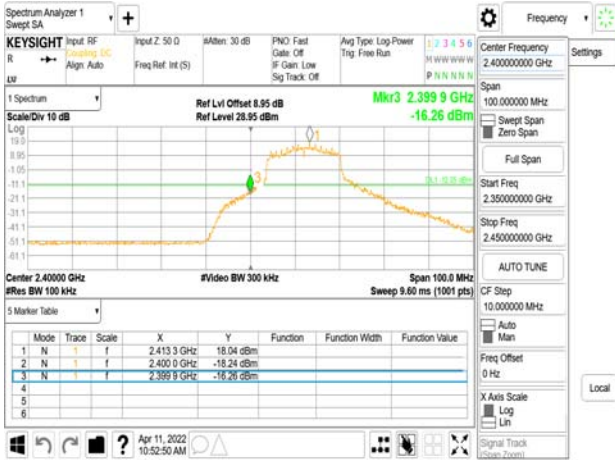 Spectrum Analyzer 1
Swept SA
Frequency
KEYSIGHT
R
Input: RF
Coupling: DC
Align: Auto
Input Z: 50 Ω
Freq Ref: Int (S)
#Atten: 30 dB
PNO: Fast
Gate: Off
IF Gain: Low
Sig Track: Off
Avg Type: Log-Power
Trig: Free Run
1 2 3 4 5 6
M W W W W W
P N N N N N
1 Spectrum
Scale/Div 10 dB
Ref Lvl Offset 8.95 dB
Ref Level 28.95 dBm
Mkr3 2.399 9 GHz
-16.26 dBm
Log
19.0
8.95
-1.05
-11.1
-21.1
-31.1
-41.1
-51.1
-61.1
1
3
Center 2.40000 GHz
#Res BW 100 kHz
#Video BW 300 kHz
Span 100.0 MHz
Sweep 9.60 ms (1001 pts)
5 Marker Table
Mode Trace Scale X Y Function Function Width Function Value
1 N 1 f 2.413 3 GHz 18.04 dBm
2 N 1 f 2.400 0 GHz -18.24 dBm
3 N 1 f 2.399 9 GHz -16.26 dBm
4
5
6
Apr 11, 2022
10:52:50 AM
Center Frequency
2.400000000 GHz
Settings
Span
100.000000 MHz
Swept Span
Zero Span
Full Span
Start Freq
2.350000000 GHz
Stop Freq
2.450000000 GHz
AUTO TUNE
CF Step
10.000000 MHz
Auto
Man
Freq Offset
0 Hz
X Axis Scale
Log
Lin
Local
Signal Track
(Span Zoom)